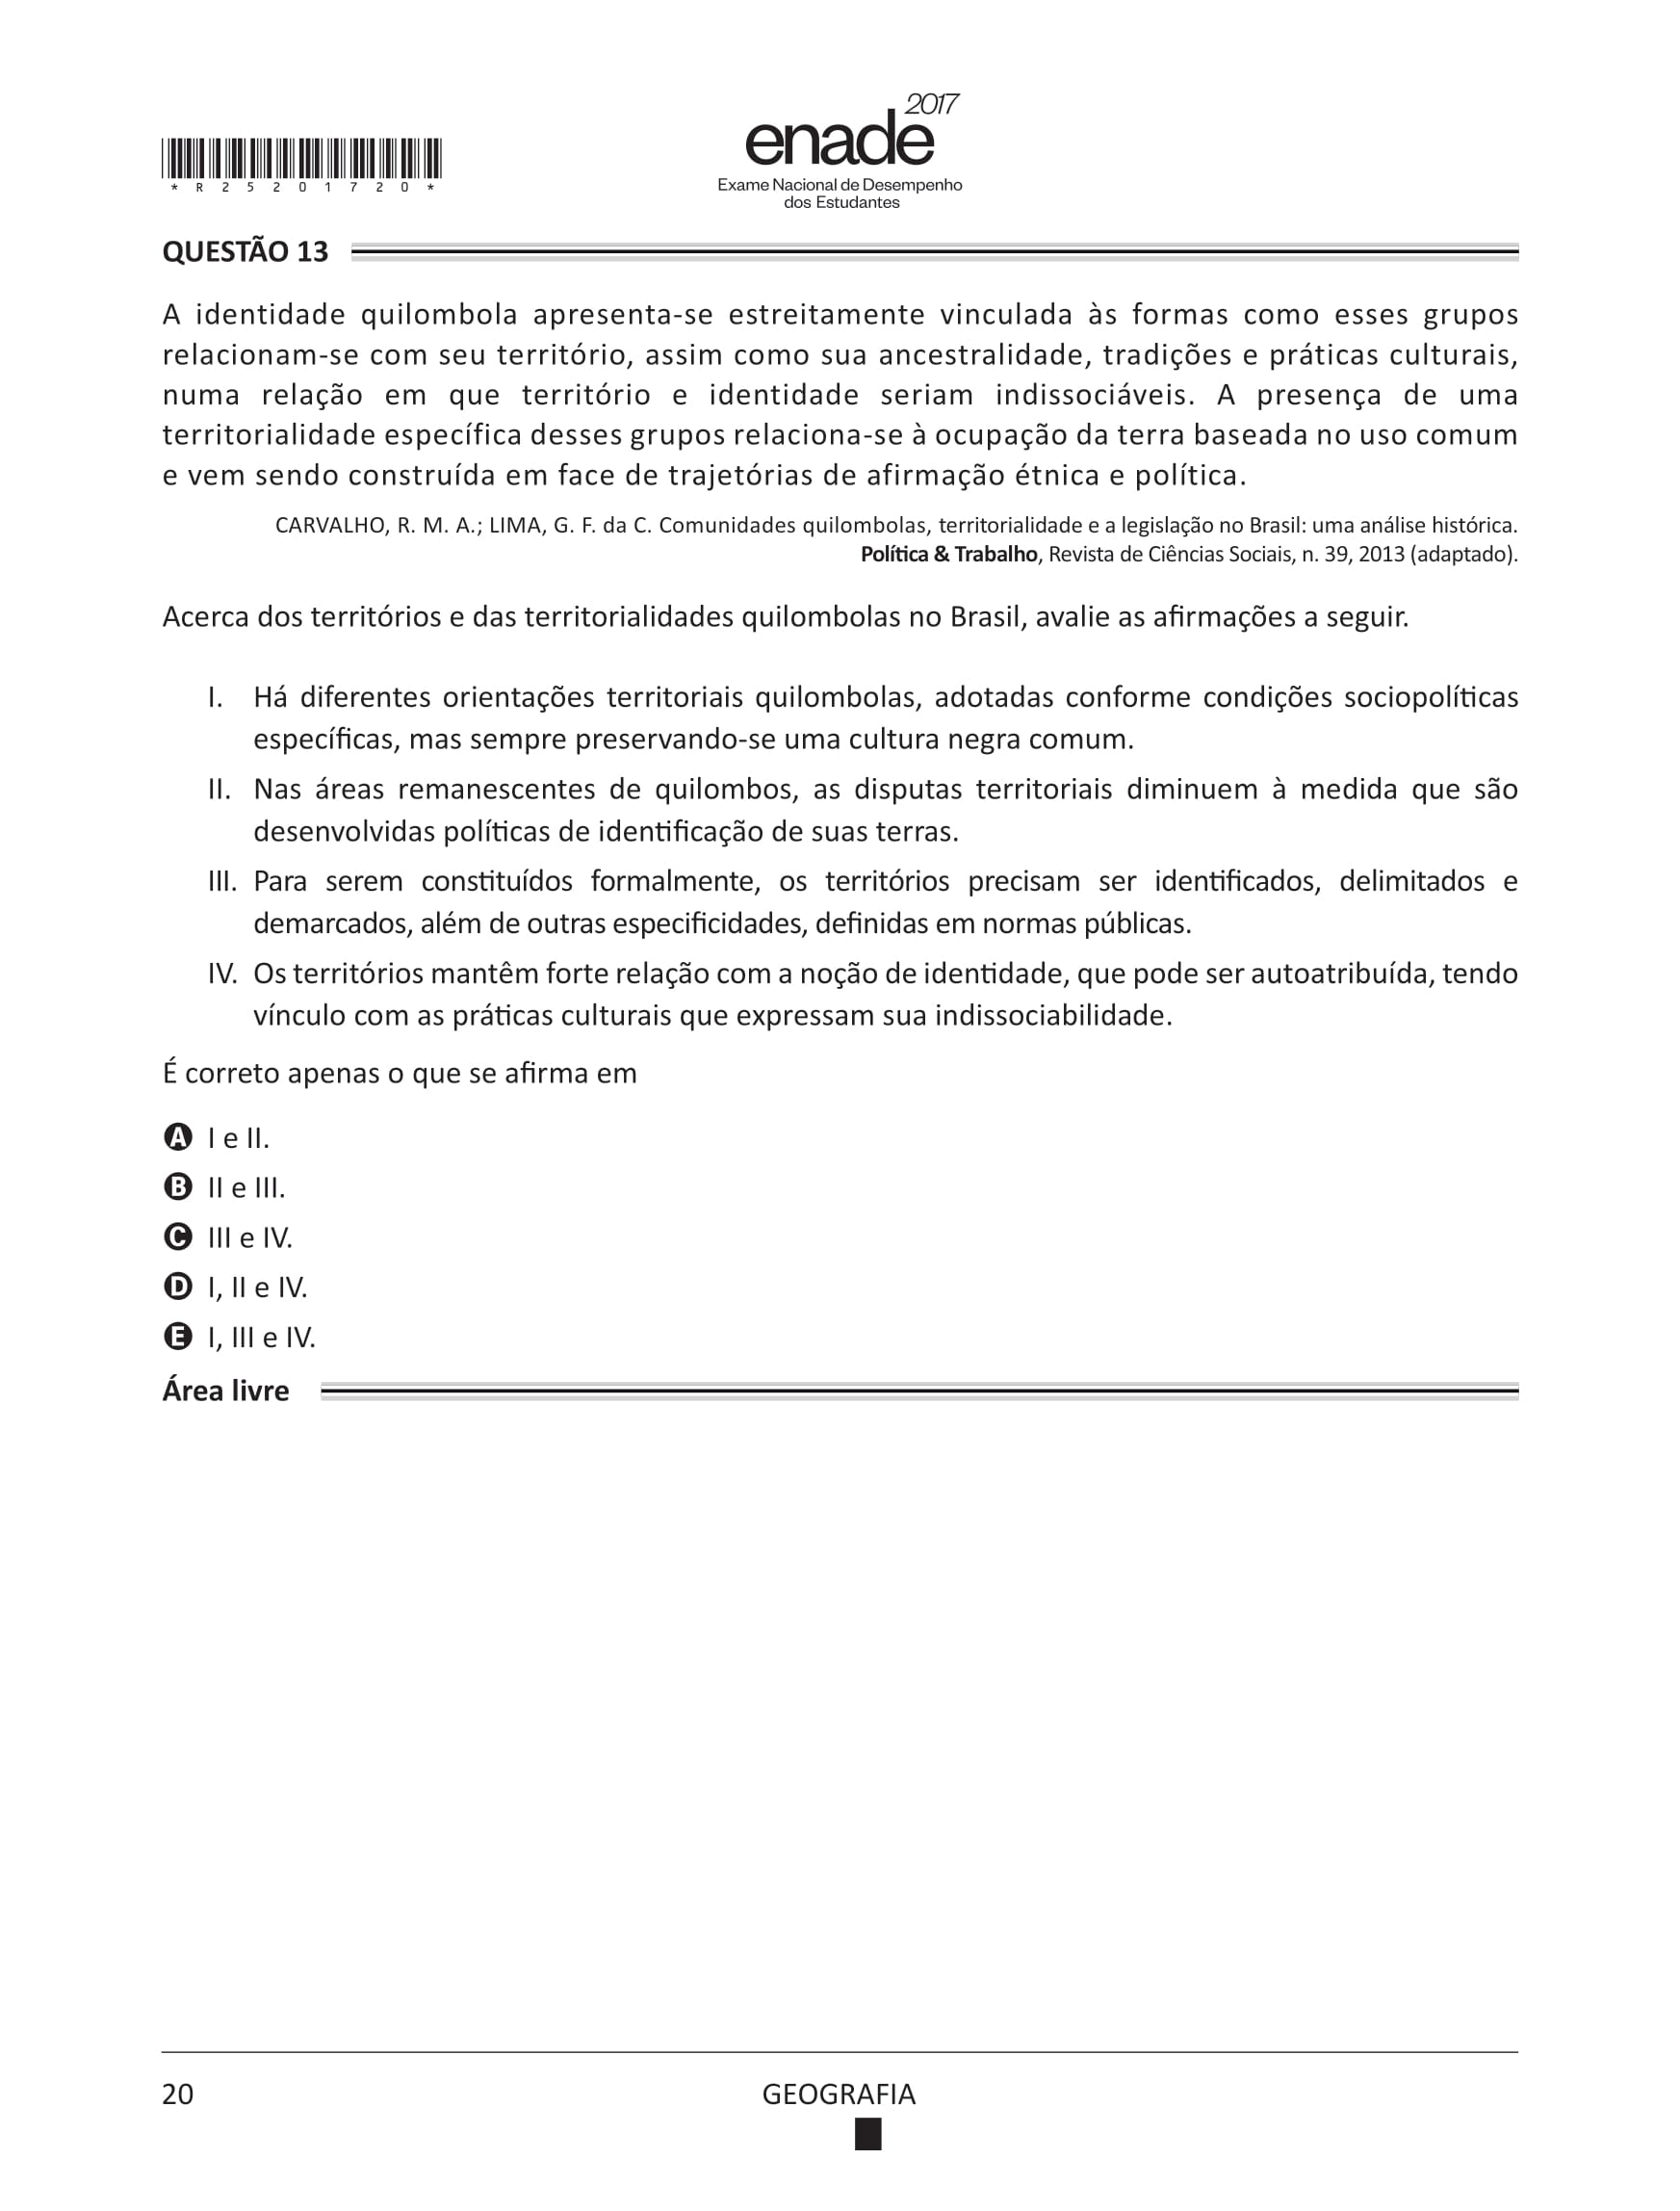 2017
enade
Exame Nacional de Desempenho
dos Estudantes
*R25201720*
QUESTÃO 13
A identidade quilombola apresenta-se estreitamente vinculada às formas como esses grupos
relacionam-se com seu território, assim como sua ancestralidade, tradições e práticas culturais,
numa relação em que território e identidade seriam indissociáveis. A presença de uma
territorialidade específica desses grupos relaciona-se à ocupação da terra baseada no uso comum
e vem sendo construída em face de trajetórias de afirmação étnica e política.
CARVALHO, R. M. A.; LIMA, G. F. da C. Comunidades quilombolas, territorialidade e a legislação no Brasil: uma análise histórica.
Política & Trabalho, Revista de Ciências Sociais, n. 39, 2013 (adaptado).
Acerca dos territórios e das territorialidades quilombolas no Brasil, avalie as afirmações a seguir.
I. Há diferentes orientações territoriais quilombolas, adotadas conforme condições sociopolíticas
específicas, mas sempre preservando-se uma cultura negra comum.
II. Nas áreas remanescentes de quilombos, as disputas territoriais diminuem à medida que são
desenvolvidas políticas de identificação de suas terras.
III. Para serem constituídos formalmente, os territórios precisam ser identificados, delimitados e
demarcados, além de outras especificidades, definidas em normas públicas.
IV. Os territórios mantêm forte relação com a noção de identidade, que pode ser autoatribuída, tendo
vínculo com as práticas culturais que expressam sua indissociabilidade.
É correto apenas o que se afirma em
A I e II.
B II e III.
C III e IV.
D I, II e IV.
E I, III e IV.
Área livre
20
GEOGRAFIA